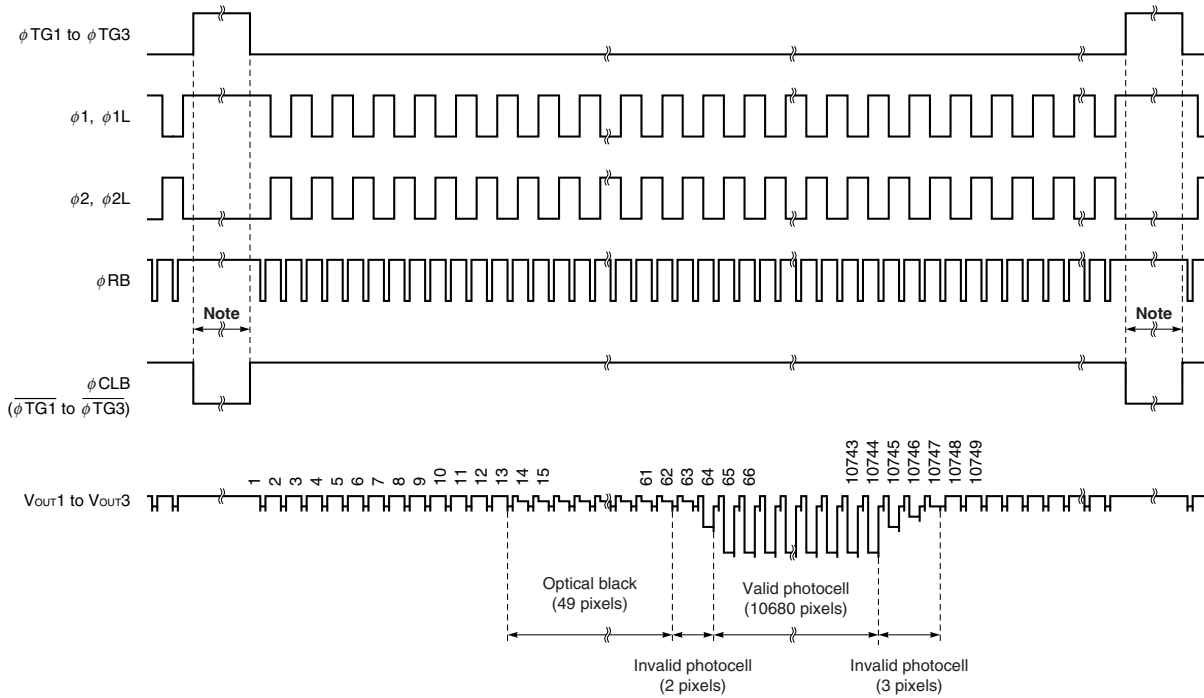 φTG1 to φTG3
φ1, φ1L
φ2, φ2L
φRB
Note
Note
φCLB
(φTG1 to φTG3)
VOUT1 to VOUT3
1
2
3
4
5
6
7
8
9
10
11
12
13
14
15
61
62
63
64
65
66
10743
10744
10745
10746
10747
10748
10749
Optical black
(49 pixels)
Valid photocell
(10680 pixels)
Invalid photocell
(2 pixels)
Invalid photocell
(3 pixels)